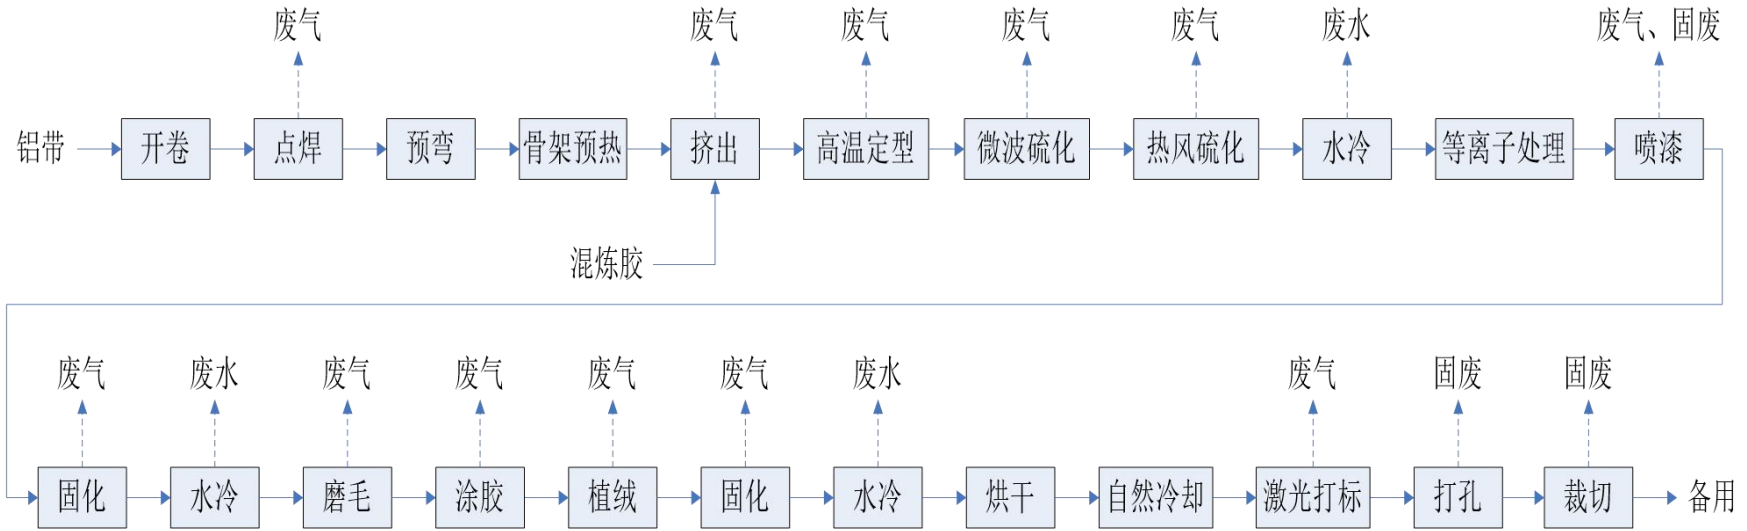 废气 废气 废气 废气 废气 废水 废气、固废
铝带 开卷 点焊 预弯 骨架预热 挤出 高温定型 微波硫化 热风硫化 水冷 等离子处理 喷漆
混炼胶
废气 废水 废气 废气 废气 废气 废水 废气 固废 固废
固化 水冷 磨毛 涂胶 植绒 固化 水冷 烘干 自然冷却 激光打标 打孔 裁切 备用